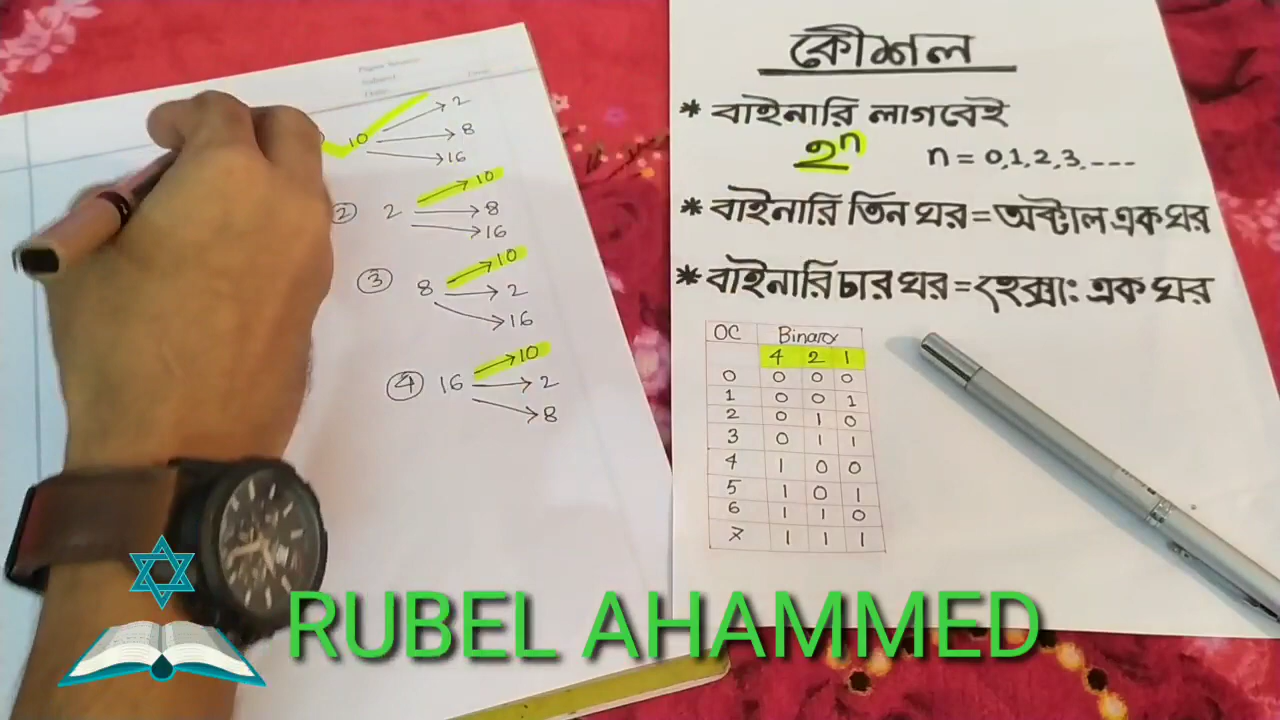 10 → 2
→ 8
→ 16
② 2 → 10
→ 8
→ 16
③ 8 → 10
→ 2
→ 16
④ 16 → 10
→ 2
→ 8
কৌশল
* বাইনারি লাগবেই
2ⁿ n = 0,1,2,3,----
* বাইনারি তিন ঘর = অক্টাল এক ঘর
* বাইনারি চার ঘর = হেক্সাঃ এক ঘর
OC Binary
4 2 1
0 0 0 0
1 0 0 1
2 0 1 0
3 0 1 1
4 1 0 0
5 1 0 1
6 1 1 0
7 1 1 1
RUBEL AHAMMED